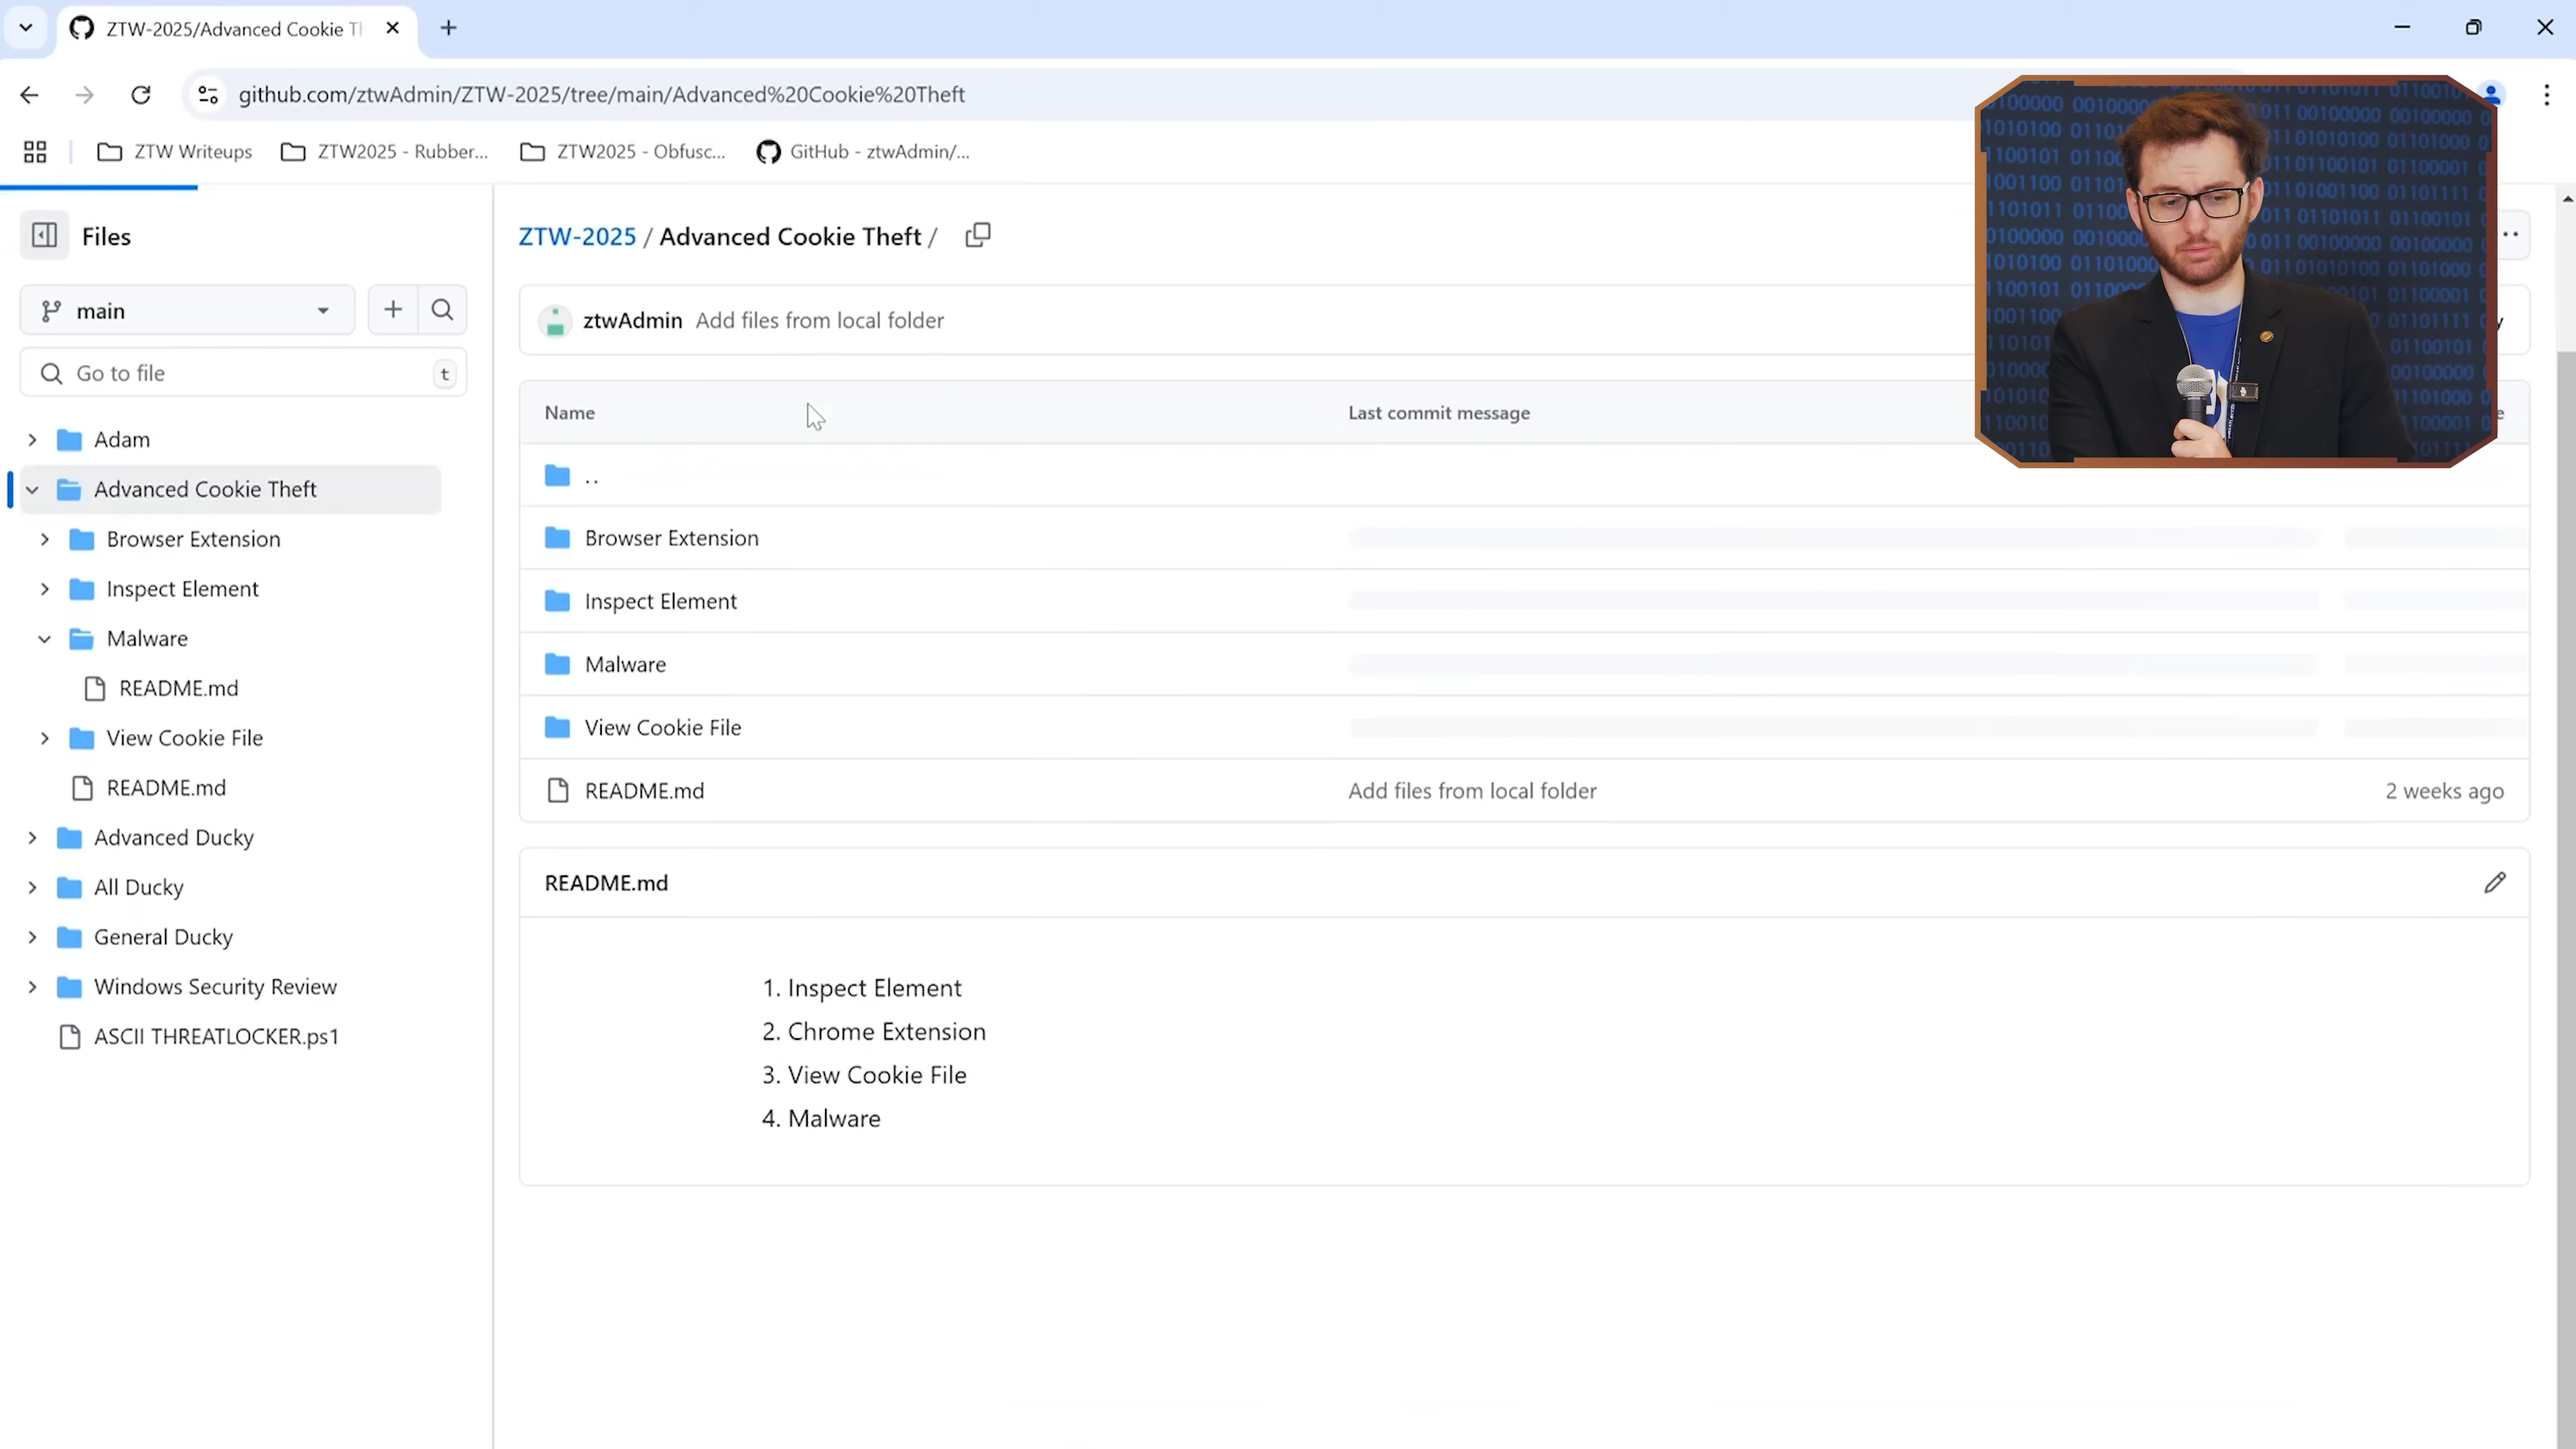 ZTW-2025/Advanced Cookie Th
github.com/ztwAdmin/ZTW-2025/tree/main/Advanced%20Cookie%20Theft
ZTW Writeups
ZTW2025 - Rubber...
ZTW2025 - Obfusc...
GitHub - ztwAdmin/...
Files
main
Go to file
t
Adam
Advanced Cookie Theft
Browser Extension
Inspect Element
Malware
README.md
View Cookie File
README.md
Advanced Ducky
All Ducky
General Ducky
Windows Security Review
ASCII THREATLOCKER.ps1
ZTW-2025 / Advanced Cookie Theft /
ztwAdmin Add files from local folder
Name Last commit message
..
Browser Extension
Inspect Element
Malware
View Cookie File
README.md Add files from local folder 2 weeks ago
README.md
1. Inspect Element
2. Chrome Extension
3. View Cookie File
4. Malware